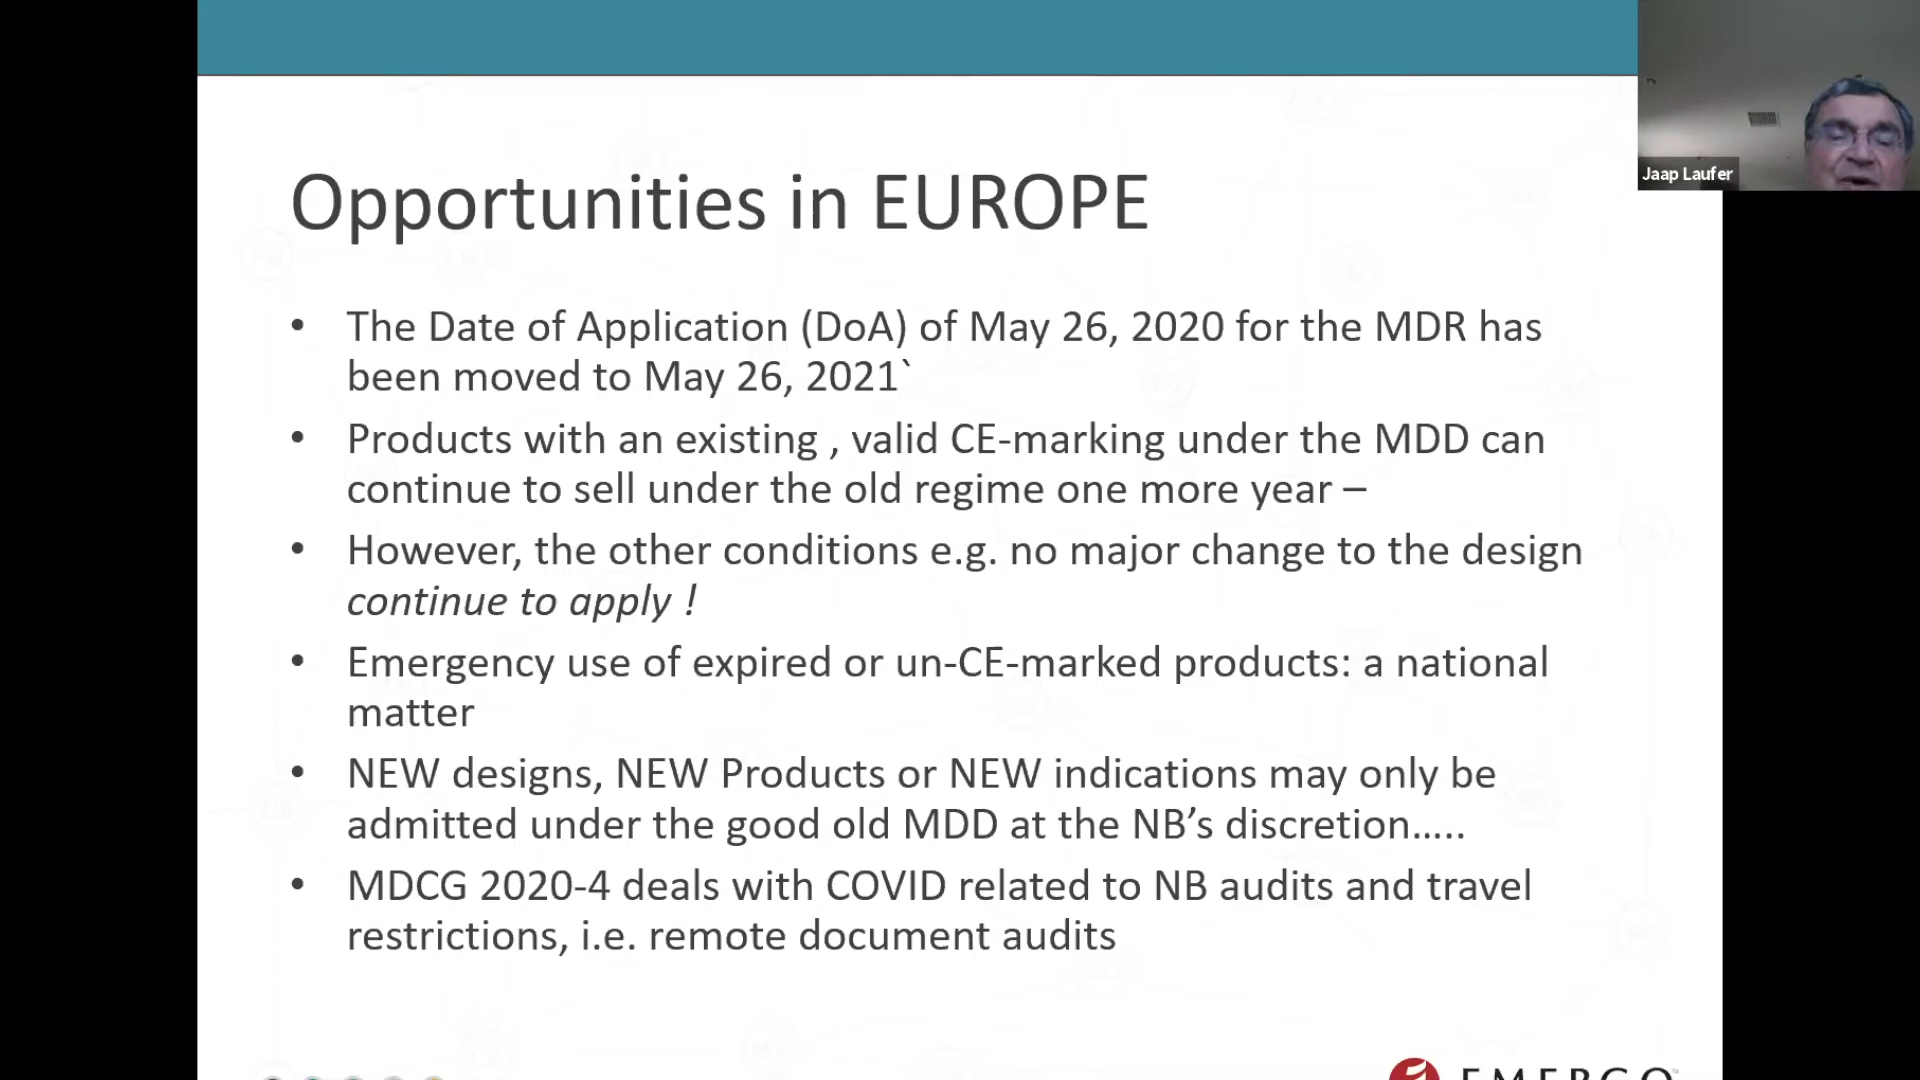 Jaap Laufer
Opportunities in EUROPE
• The Date of Application (DoA) of May 26, 2020 for the MDR has
been moved to May 26, 2021`
• Products with an existing , valid CE-marking under the MDD can
continue to sell under the old regime one more year –
• However, the other conditions e.g. no major change to the design
continue to apply !
• Emergency use of expired or un-CE-marked products: a national
matter
• NEW designs, NEW Products or NEW indications may only be
admitted under the good old MDD at the NB’s discretion…..
• MDCG 2020-4 deals with COVID related to NB audits and travel
restrictions, i.e. remote document audits
EMERGO